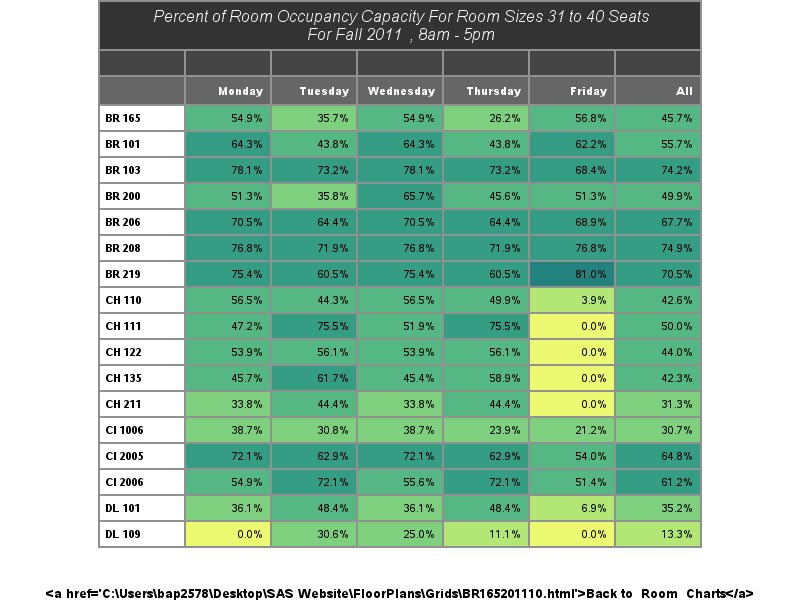 Percent of Room Occupancy Capacity For Room Sizes 31 to 40 Seats
For Fall 2011 , 8am - 5pm
Monday Tuesday Wednesday Thursday Friday All
BR 165 54.9% 35.7% 54.9% 26.2% 56.8% 45.7%
BR 101 64.3% 43.8% 64.3% 43.8% 62.2% 55.7%
BR 103 78.1% 73.2% 78.1% 73.2% 68.4% 74.2%
BR 200 51.3% 35.8% 65.7% 45.6% 51.3% 49.9%
BR 206 70.5% 64.4% 70.5% 64.4% 68.9% 67.7%
BR 208 76.8% 71.9% 76.8% 71.9% 76.8% 74.9%
BR 219 75.4% 60.5% 75.4% 60.5% 81.0% 70.5%
CH 110 56.5% 44.3% 56.5% 49.9% 3.9% 42.6%
CH 111 47.2% 75.5% 51.9% 75.5% 0.0% 50.0%
CH 122 53.9% 56.1% 53.9% 56.1% 0.0% 44.0%
CH 135 45.7% 61.7% 45.4% 58.9% 0.0% 42.3%
CH 211 33.8% 44.4% 33.8% 44.4% 0.0% 31.3%
CI 1006 38.7% 30.8% 38.7% 23.9% 21.2% 30.7%
CI 2005 72.1% 62.9% 72.1% 62.9% 54.0% 64.8%
CI 2006 54.9% 72.1% 55.6% 72.1% 51.4% 61.2%
DL 101 36.1% 48.4% 36.1% 48.4% 6.9% 35.2%
DL 109 0.0% 30.6% 25.0% 11.1% 0.0% 13.3%
<a href='C:\Users\bap2578\Desktop\SAS Website\FloorPlans\Grids\BR165201110.html'>Back to Room Charts</a>